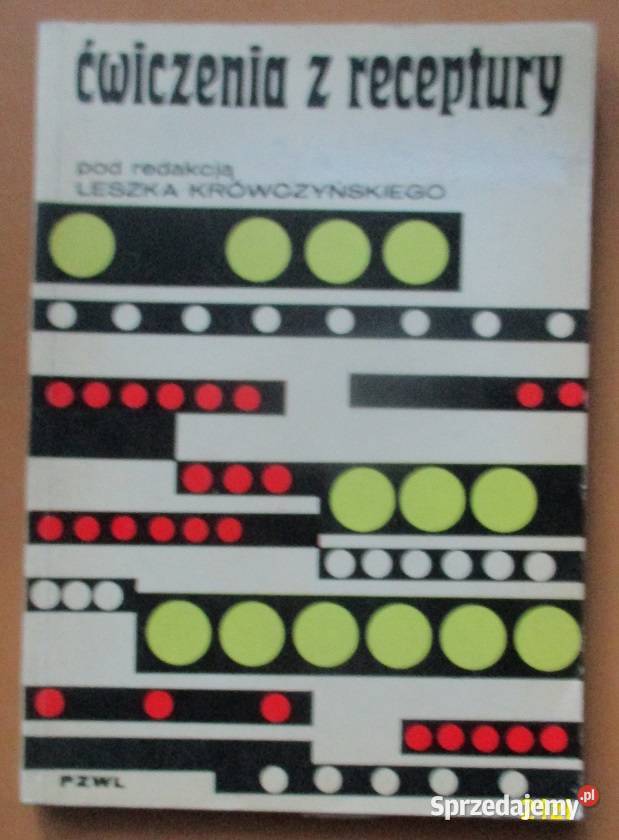 ćwiczenia z receptury
pod redakcją
LESZKA KRÓWCZYŃSKIEGO
PZWL
Sprzedajemy.pl